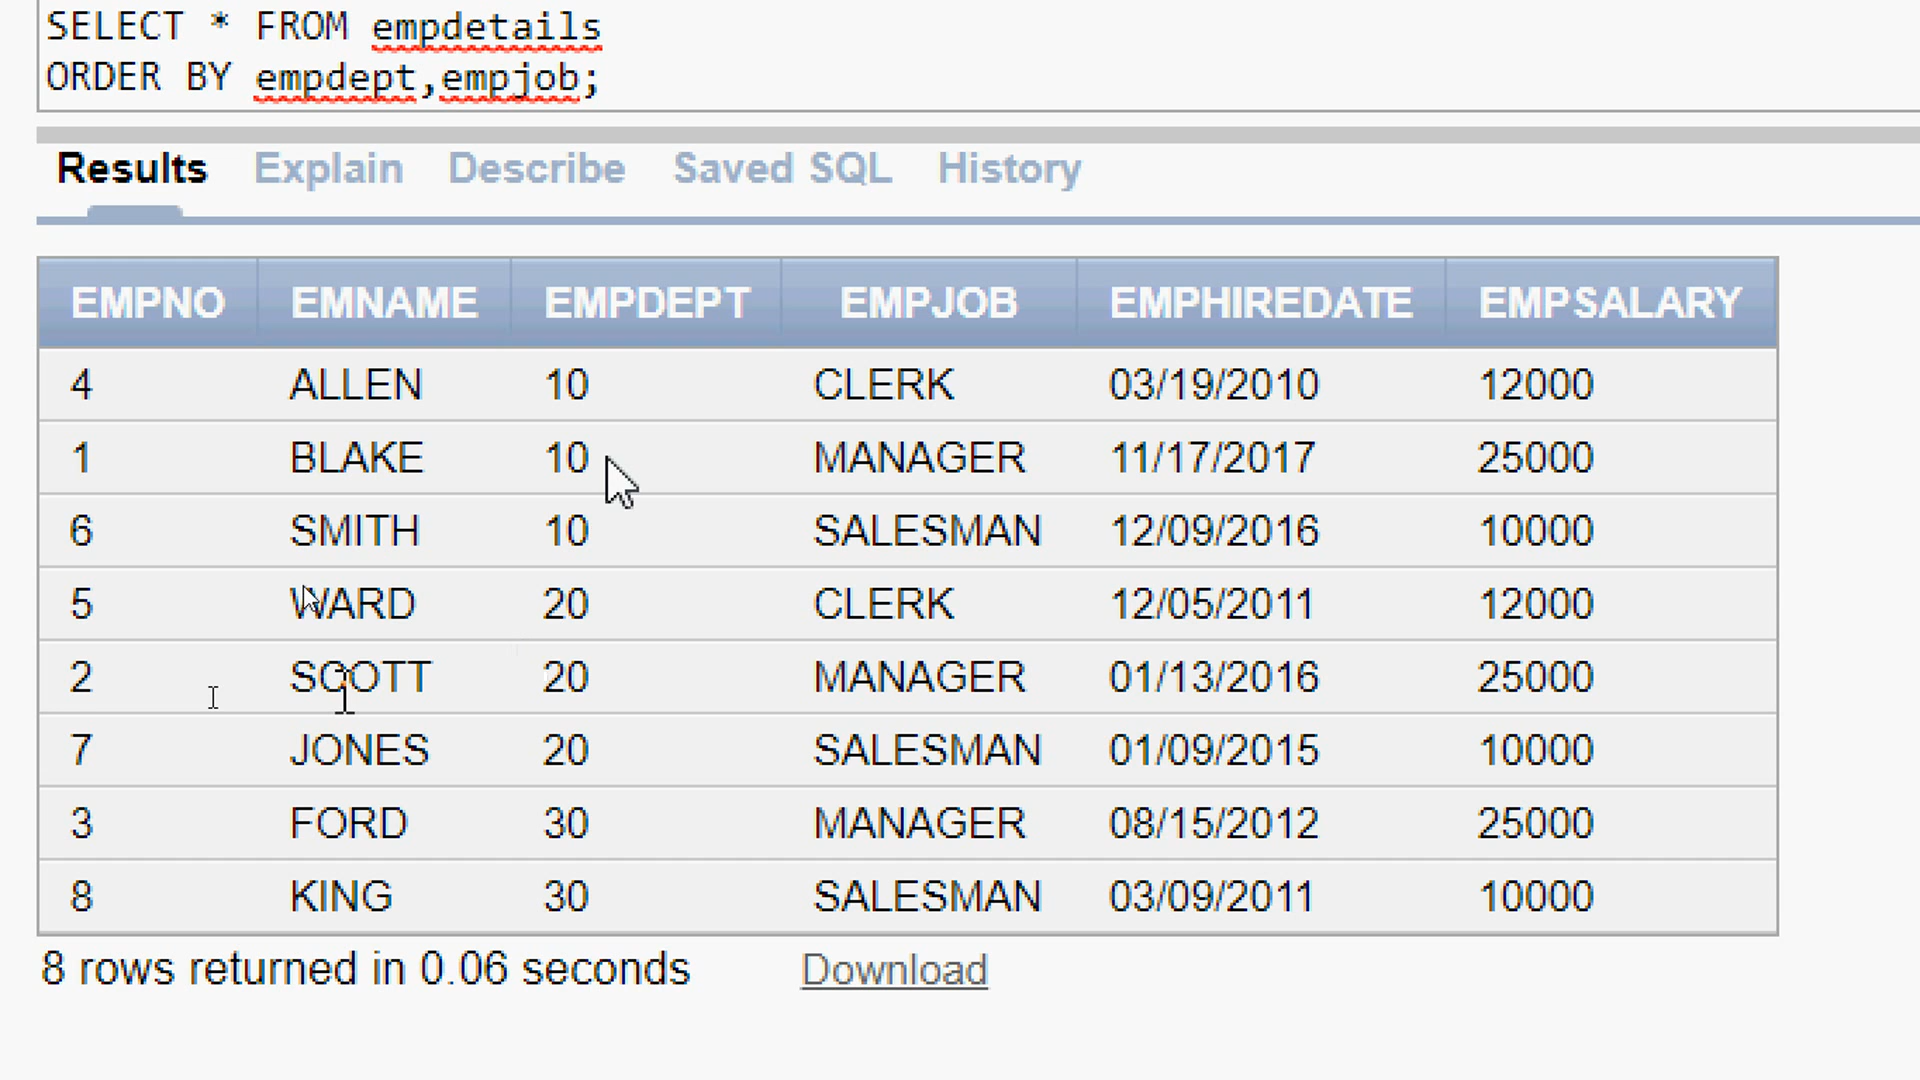 SELECT * FROM empdetails
ORDER BY empdept,empjob;
Results Explain Describe Saved SQL History
EMPNO EMNAME EMPDEPT EMPJOB EMPHIREDATE EMPSALARY
4 ALLEN 10 CLERK 03/19/2010 12000
1 BLAKE 10 MANAGER 11/17/2017 25000
6 SMITH 10 SALESMAN 12/09/2016 10000
5 WARD 20 CLERK 12/05/2011 12000
2 SCOTT 20 MANAGER 01/13/2016 25000
7 JONES 20 SALESMAN 01/09/2015 10000
3 FORD 30 MANAGER 08/15/2012 25000
8 KING 30 SALESMAN 03/09/2011 10000
8 rows returned in 0.06 seconds Download